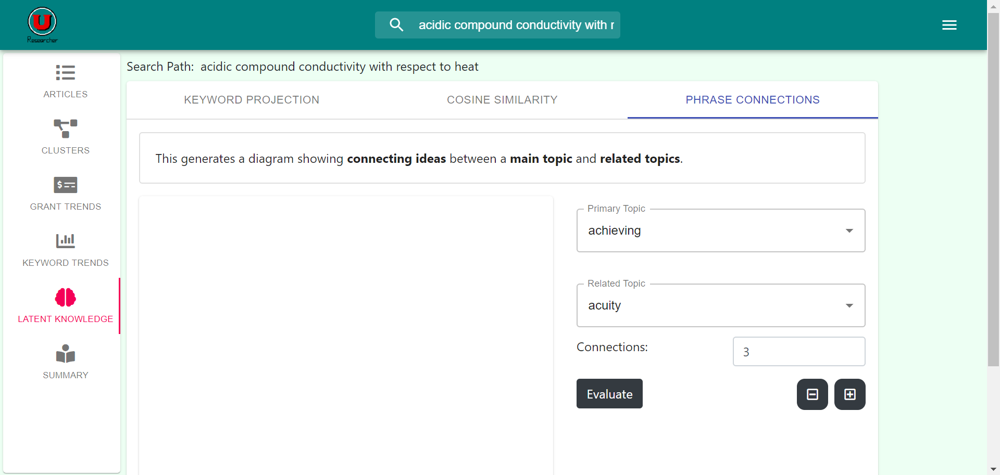 U
Researcher
acidic compound conductivity with r
ARTICLES
CLUSTERS
GRANT TRENDS
KEYWORD TRENDS
LATENT KNOWLEDGE
SUMMARY
Search Path: acidic compound conductivity with respect to heat
KEYWORD PROJECTION
COSINE SIMILARITY
PHRASE CONNECTIONS
This generates a diagram showing connecting ideas between a main topic and related topics.
Primary Topic
achieving
Related Topic
acuity
Connections:
3
Evaluate